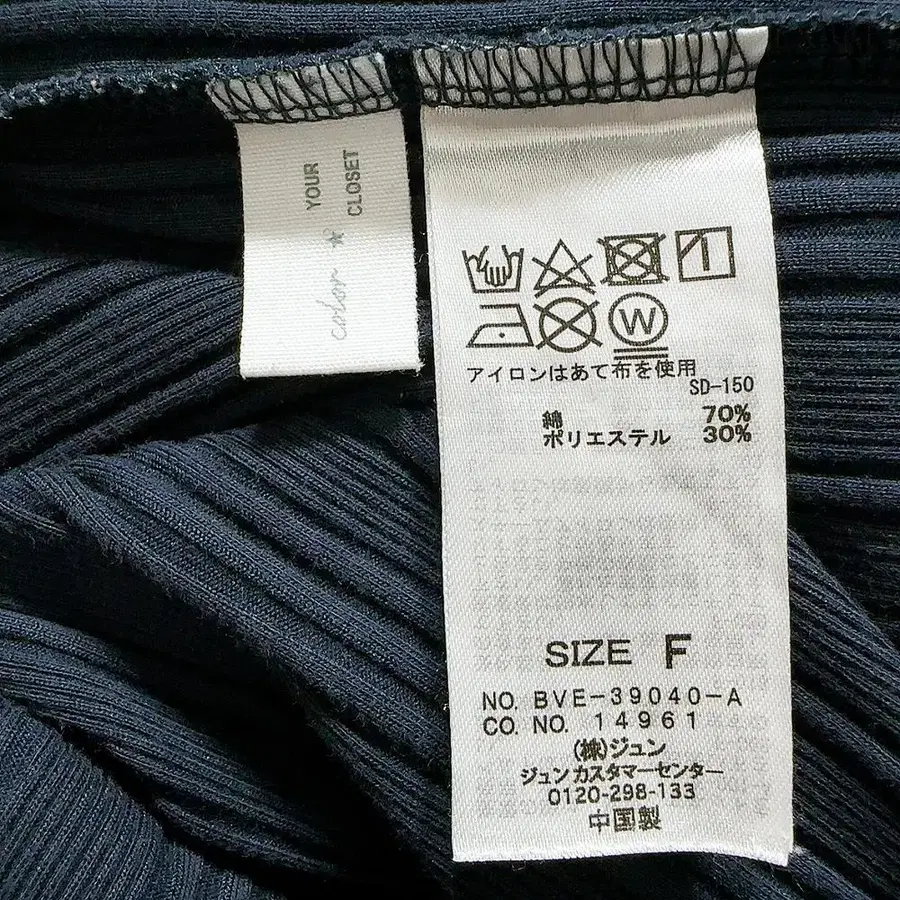 YOUR
CLOSET
color
W
アイロンはあて布を使用
SD-150
綿 70%
ポリエステル 30%
SIZE F
NO. BVE-39040-A
CO. NO. 14961
(株)ジュン
ジュンカスタマーセンター
0120-298-133
中国製